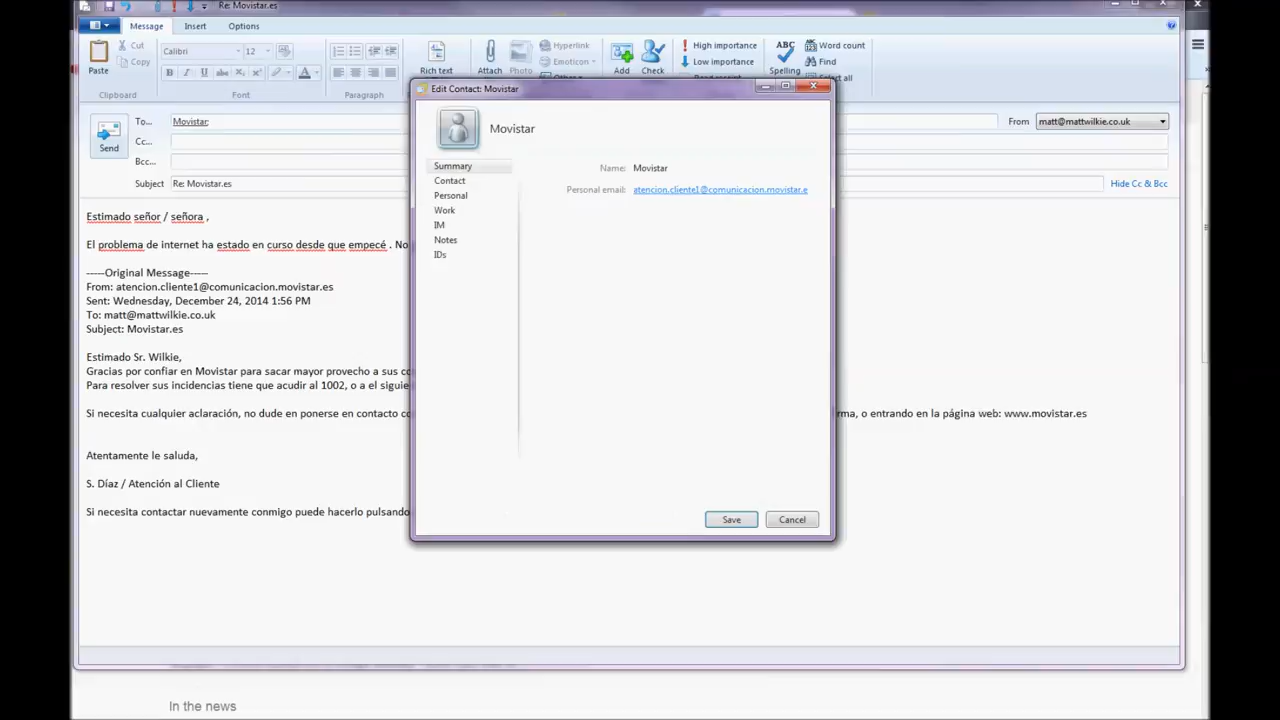 Re: Movistar.es
Message Insert Options
Paste
Cut
Copy
Clipboard
Calibri 12
B I U abc X² X² A
Font
Paragraph
Rich text
Attach
Photo
Hyperlink
Emoticon
Add
Check
High importance
Low importance
ABC
Spelling
Word count
Find
Select all
Send
To... Movistar;
Cc...
Bcc...
Subject Re: Movistar.es
From matt@mattwilkie.co.uk
Hide Cc & Bcc
Estimado señor / señora ,
El problema de internet ha estado en curso desde que empecé . No
-----Original Message-----
From: atencion.cliente1@comunicacion.movistar.es
Sent: Wednesday, December 24, 2014 1:56 PM
To: matt@mattwilkie.co.uk
Subject: Movistar.es
Estimado Sr. Wilkie,
Gracias por confiar en Movistar para sacar mayor provecho a sus
Para resolver sus incidencias tiene que acudir al 1002, o a el
Si necesita cualquier aclaración, no dude en ponerse en contacto
, o entrando en la página web: www.movistar.es
Atentamente le saluda,
S. Díaz / Atención al Cliente
Si necesita contactar nuevamente conmigo puede hacerlo pulsando
Edit Contact: Movistar
Movistar
Summary
Contact
Personal
Work
IM
Notes
IDs
Name: Movistar
Personal email: atencion.cliente1@comunicacion.movistar.e
Save Cancel
In the news